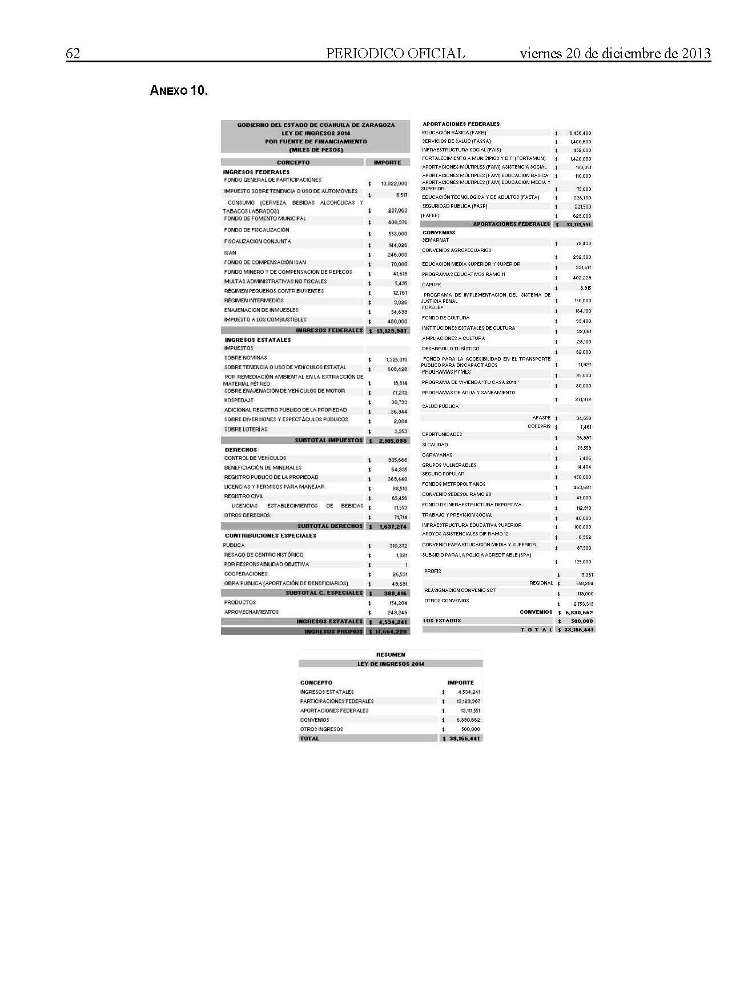 62 PERIODICO OFICIAL viernes 20 de diciembre de 2013
ANEXO 10.
GOBIERNO DEL ESTADO DE COAHUILA DE ZARAGOZA
LEY DE INGRESOS 2014
POR FUENTE DE FINANCIAMIENTO
(MILES DE PESOS)
CONCEPTO IMPORTE
INGRESOS FEDERALES
FONDO GENERAL DE PARTICIPACIONES $ 10,822,000
IMPUESTO SOBRE TENENCIA O USO DE AUTOMÓVILES $ 8,517
CONSUMO (CERVEZA, BEBIDAS ALCOHÓLICAS Y
TABACOS LABRADOS) $ 287,063
FONDO DE FOMENTO MUNICIPAL $ 400,976
FONDO DE FISCALIZACIÓN $ 553,000
FISCALIZACION CONJUNTA $ 144,026
ISAN $ 246,000
FONDO DE COMPENSACIÓN ISAN $ 70,000
FONDO MINERO Y DE COMPENSACION DE REPECOS $ 41,618
MULTAS ADMINISTRATIVAS NO FISCALES $ 5,495
RÉGIMEN PEQUEÑOS CONTRIBUYENTES $ 12,767
RÉGIMEN INTERMEDIOS $ 3,826
ENAJENACION DE INMUEBLES $ 54,699
IMPUESTO A LOS COMBUSTIBLES $ 480,000
INGRESOS FEDERALES $ 13,129,987
INGRESOS ESTATALES
IMPUESTOS
SOBRE NOMINAS $ 1,325,010
SOBRE TENENCIA O USO DE VEHÍCULOS ESTATAL $ 608,428
POR REMEDIACIÓN AMBIENTAL EN LA EXTRACCIÓN DE
MATERIAL PÉTREO $ 19,814
SOBRE ENAJENACIÓN DE VEHÍCULOS DE MOTOR $ 77,272
HOSPEDAJE $ 30,793
ADICIONAL REGISTRO PUBLICO DE LA PROPIEDAD $ 36,944
SOBRE DIVERSIONES Y ESPECTÁCULOS PÚBLICOS $ 2,884
SOBRE LOTERÍAS $ 3,953
SUBTOTAL IMPUESTOS $ 2,105,098
DERECHOS
CONTROL DE VEHÍCULOS $ 905,666
BENEFICIACIÓN DE MINERALES $ 64,935
REGISTRO PUBLICO DE LA PROPIEDAD $ 369,440
LICENCIAS Y PERMISOS PARA MANEJAR $ 88,510
REGISTRO CIVIL $ 65,456
LICENCIAS ESTABLECIMIENTOS DE BEBIDAS $ 71,553
OTROS DERECHOS $ 71,714
SUBTOTAL DERECHOS $ 1,637,274
CONTRIBUCIONES ESPECIALES
PUBLICA $ 310,372
RESAGO DE CENTRO HISTÓRICO $ 1,821
POR RESPONSABILIDAD OBJETIVA $ 1
COOPERACIONES $ 26,531
OBRA PUBLICA (APORTACIÓN DE BENEFICIARIOS) $ 49,691
SUBTOTAL C. ESPECIALES $ 388,416
PRODUCTOS $ 154,204
APROVECHAMIENTOS $ 249,249
INGRESOS ESTATALES $ 4,534,241
INGRESOS PROPIOS $ 17,664,228
APORTACIONES FEDERALES
EDUCACIÓN BÁSICA (FAEB) $ 8,456,400
SERVICIOS DE SALUD (FASSA) $ 1,400,600
INFRAESTRUCTURA SOCIAL (FAIS) $ 452,000
FORTALECIMIENTO A MUNICIPIOS Y D.F. (FORTAMUN) $ 1,420,000
APORTACIONES MÚLTIPLES (FAM) ASISTENCIA SOCIAL $ 120,351
APORTACIONES MÚLTIPLES (FAM) EDUCACION BASICA $ 110,000
APORTACIONES MULTIPLES (FAM) EDUCACION MEDIA Y
SUPERIOR $ 75,000
EDUCACIÓN TECNOLÓGICA Y DE ADULTOS (FAETA) $ 226,700
SEGURIDAD PUBLICA (FASP) $ 221,500
(FAFEF) $ 629,000
APORTACIONES FEDERALES $ 13,111,551
CONVENIOS
SEMARNAT $ 72,433
CONVENIOS AGROPECUARIOS $ 292,300
EDUCACIÓN MEDIA SUPERIOR Y SUPERIOR $ 331,617
PROGRAMAS EDUCATIVOS RAMO 11 $ 402,229
CAPUFE $ 8,915
PROGRAMA DE IMPLEMENTACION DEL SISTEMA DE
JUSTICIA PENAL $ 150,000
FOPEDEP $ 134,100
FONDO DE CULTURA $ 33,400
INSTITUCIONES ESTATALES DE CULTURA $ 32,061
AMPLIACIONES A CULTURA $ 29,100
DESARROLLO TURÍSTICO $ 32,000
FONDO PARA LA ACCESIBILIDAD EN EL TRANSPORTE
PUBLICO PARA DISCAPACITADOS $ 11,927
PROGRAMAS PYMES $ 25,000
PROGRAMA DE VIVIENDA "TU CASA 2014" $ 30,000
PROGRAMAS DE AGUA Y SANEAMIENTO $ 271,972
SALUD PUBLICA
AFASPE $ 34,658
COFEPRIS $ 7,461
OPORTUNIDADES $ 26,997
SI CALIDAD $ 73,559
CARAVANAS $ 7,486
GRUPOS VULNERABLES $ 14,404
SEGURO POPULAR $ 450,000
FONDOS METROPOLITANOS $ 463,687
CONVENIO SEDESOL RAMO 20 $ 47,000
FONDO DE INFRAESTRUCTURA DEPORTIVA $ 112,910
TRABAJO Y PREVISION SOCIAL $ 40,000
INFRAESTRUCTURA EDUCATIVA SUPERIOR $ 100,000
APOYOS ASISTENCIALES DIF RAMO 12 $ 6,962
CONVENIO PARA EDUCACION MEDIA Y SUPERIOR $ 87,500
SUBSIDIO PARA LA POLICIA ACREDITABLE (SPA) $ 125,000
PROFIS $ 5,387
REGIONAL $ 558,284
REASIGNACION CONVENIO SCT $ 119,000
OTROS CONVENIOS $ 2,753,313
CONVENIOS $ 6,890,662
LOS ESTADOS $ 500,000
T O T A L $ 38,166,441
RESUMEN
LEY DE INGRESOS 2014
CONCEPTO IMPORTE
INGRESOS ESTATALES $ 4,534,241
PARTICIPACIONES FEDERALES $ 13,129,987
APORTACIONES FEDERALES $ 13,111,551
CONVENIOS $ 6,890,662
OTROS INGRESOS $ 500,000
TOTAL $ 38,166,441